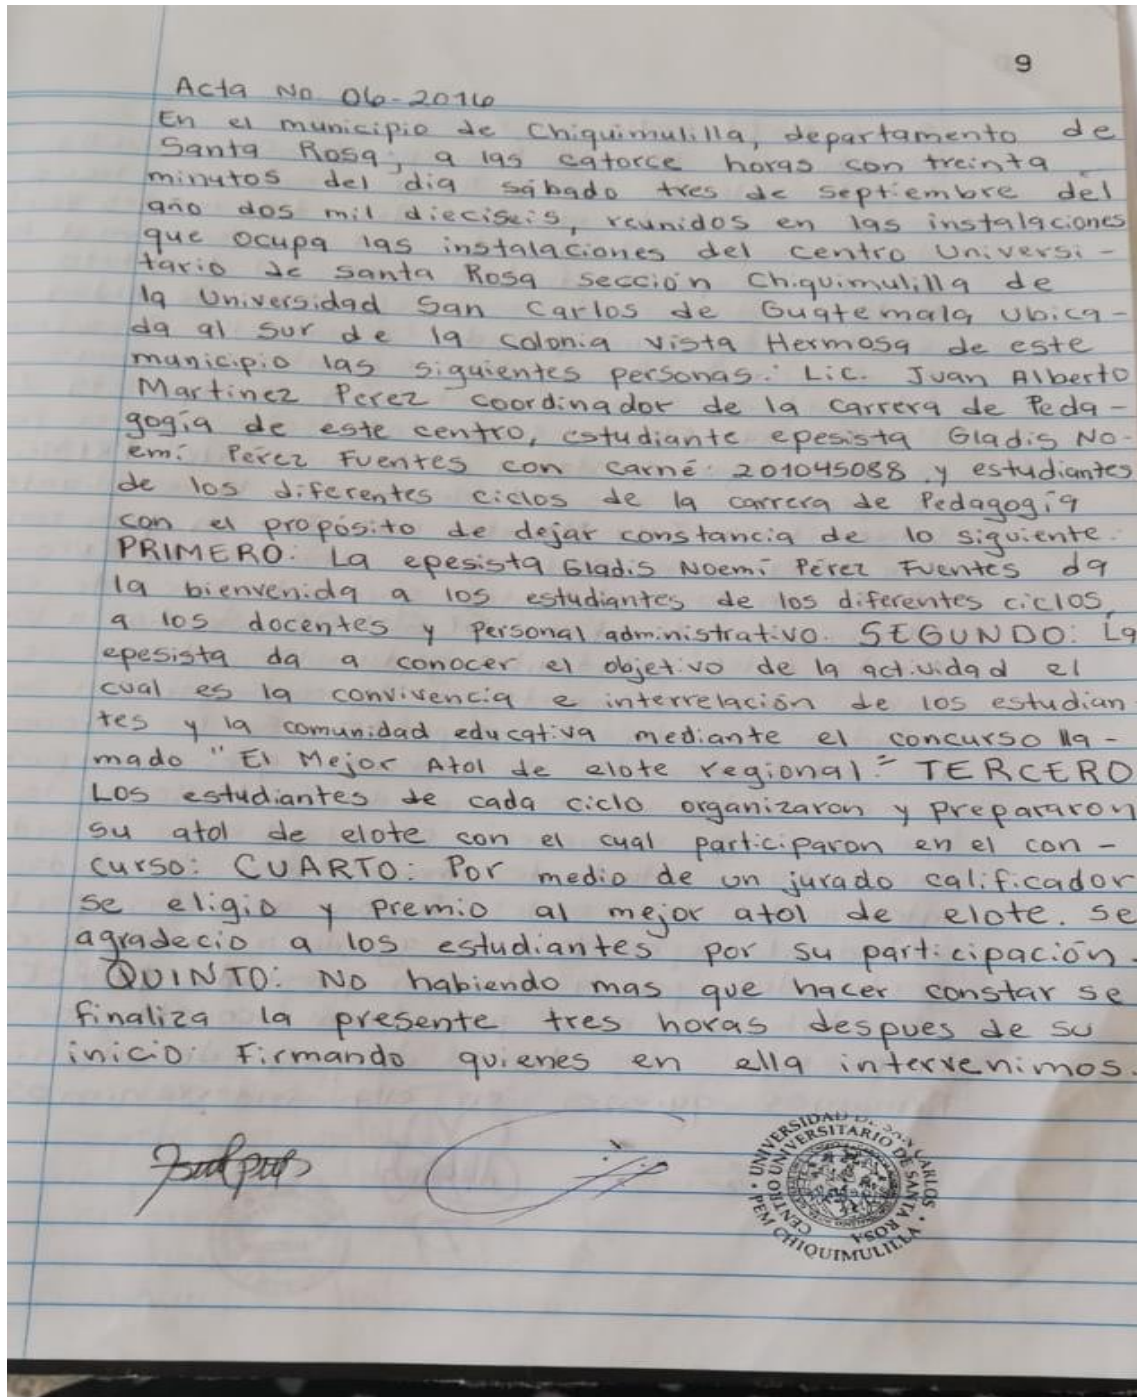 9
Acta No 06-2016
En el municipio de Chiquimulilla, departamento de
Santa Rosa, a las catorce horas con treinta
minutos del dia sábado tres de septiembre del
año dos mil dieciseis, reunidos en las instalaciones
que ocupa las instalaciones del centro Universi-
tario de santa Rosa sección Chiquimulilla de
la Universidad San Carlos de Guatemala ubica-
da al sur de la colonia vista Hermosa de este
municipio las siguientes personas: Lic. Juan Alberto
Martinez Perez coordinador de la carrera de Peda-
gogía de este centro, estudiante epesista Gladis No-
emí Pérez Fuentes con carné: 201045088 y estudiantes
de los diferentes ciclos de la carrera de Pedagogía
con el propósito de dejar constancia de lo siguiente:
PRIMERO: La epesista Gladis Noemí Pérez Fuentes da
la bienvenida a los estudiantes de los diferentes ciclos,
a los docentes y personal administrativo. SEGUNDO: La
epesista da a conocer el objetivo de la actividad el
cual es la convivencia e interrelación de los estudian
tes y la comunidad educativa mediante el concurso lla-
mado "El Mejor Atol de elote regional." TERCERO
Los estudiantes de cada ciclo organizaron y prepararon
su atol de elote con el cual participaron en el con-
curso: CUARTO: Por medio de un jurado calificador
se eligio y premio al mejor atol de elote. se
agradecio a los estudiantes por su participación.
QUINTO: No habiendo mas que hacer constar se
finaliza la presente tres horas despues de su
inicio: Firmando quienes en ella intervenimos.
UNIVERSIDAD DE SAN CARLOS
CENTRO UNIVERSITARIO DE SANTA ROSA
PEM CHIQUIMULILLA